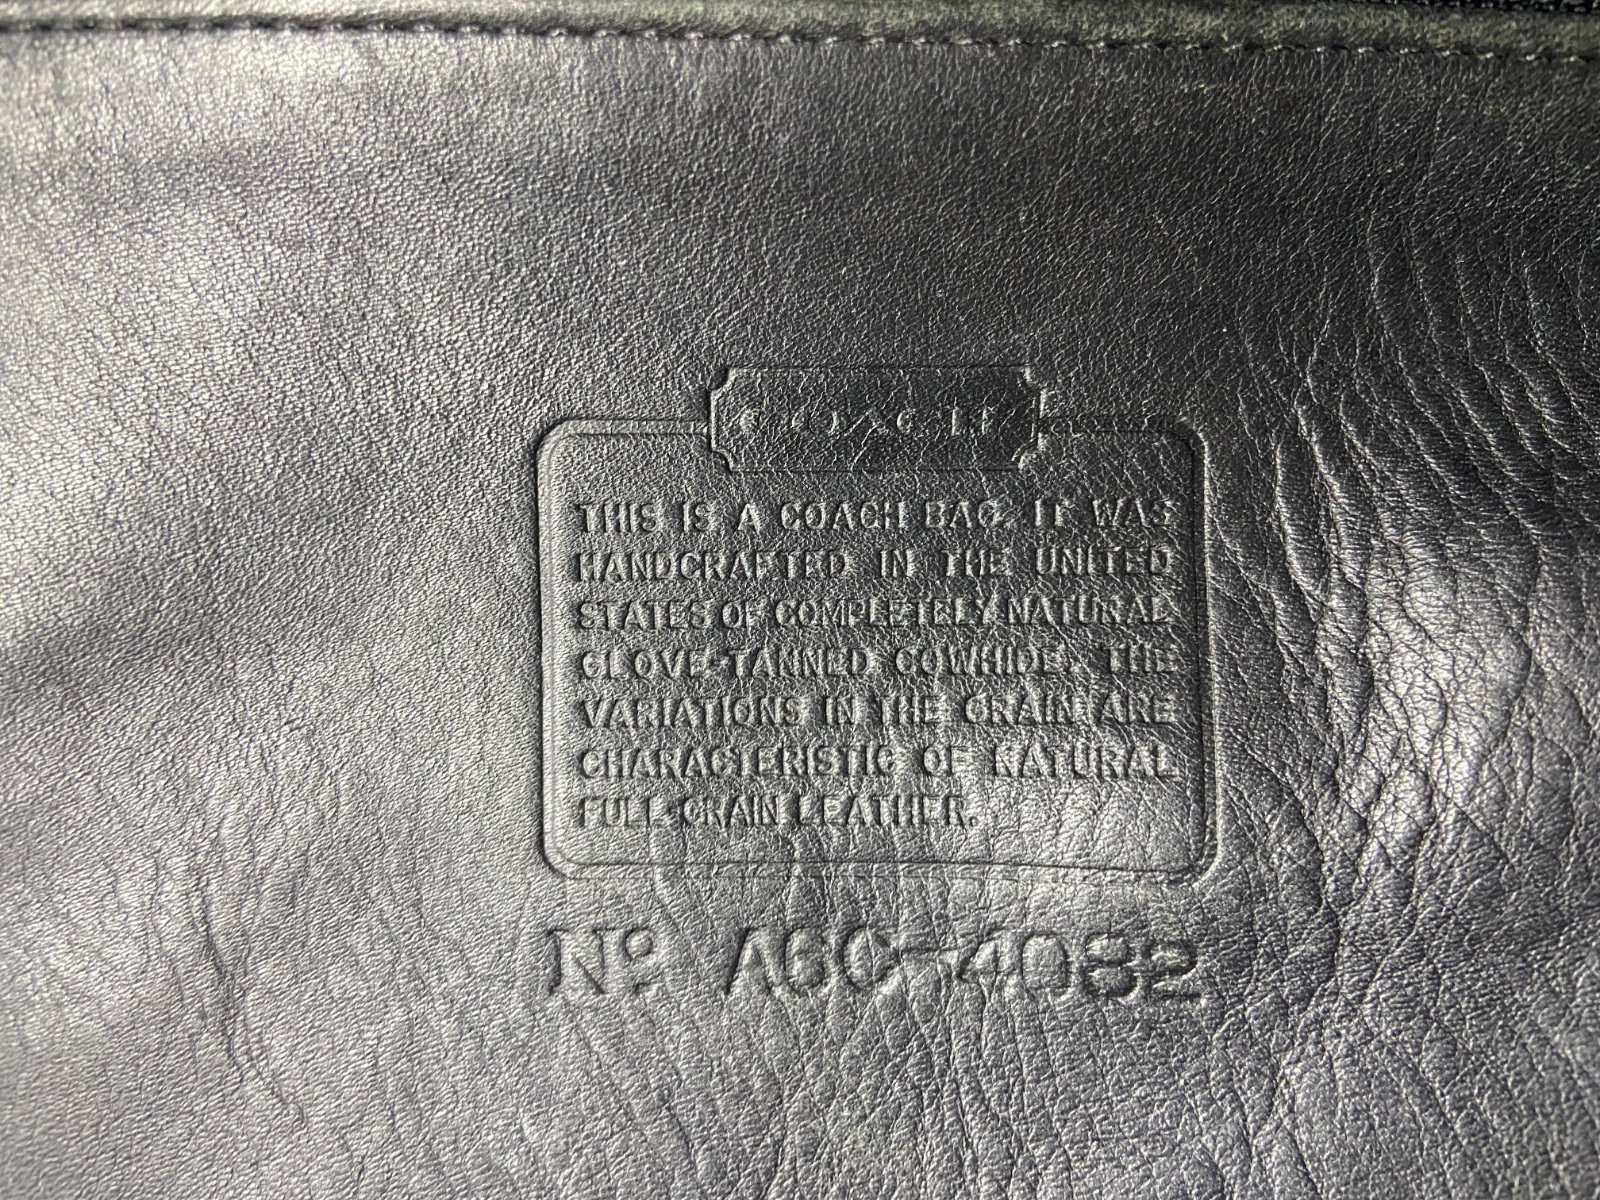 THIS IS A COACH BAG. IT WAS
HANDCRAFTED IN THE UNITED
STATES OF COMPLETELY NATURAL
GLOVE-TANNED COWHIDE. THE
VARIATIONS IN THE GRAIN ARE
CHARACTERISTIC OF NATURAL
FULL-GRAIN LEATHER.
Nº A6C-4082